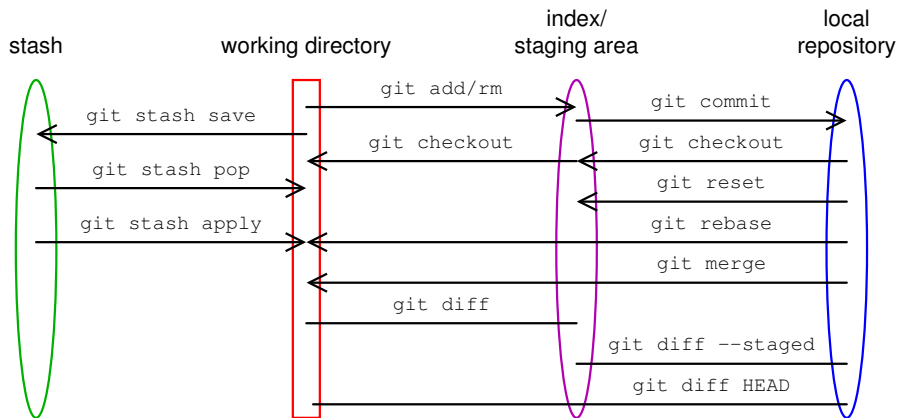 index/
local
stash
working directory
staging area
repository
git add/rm
git commit
git stash save
git checkout
git checkout
git stash pop
git reset
git stash apply
git rebase
git merge
git diff
git diff --staged
git diff HEAD